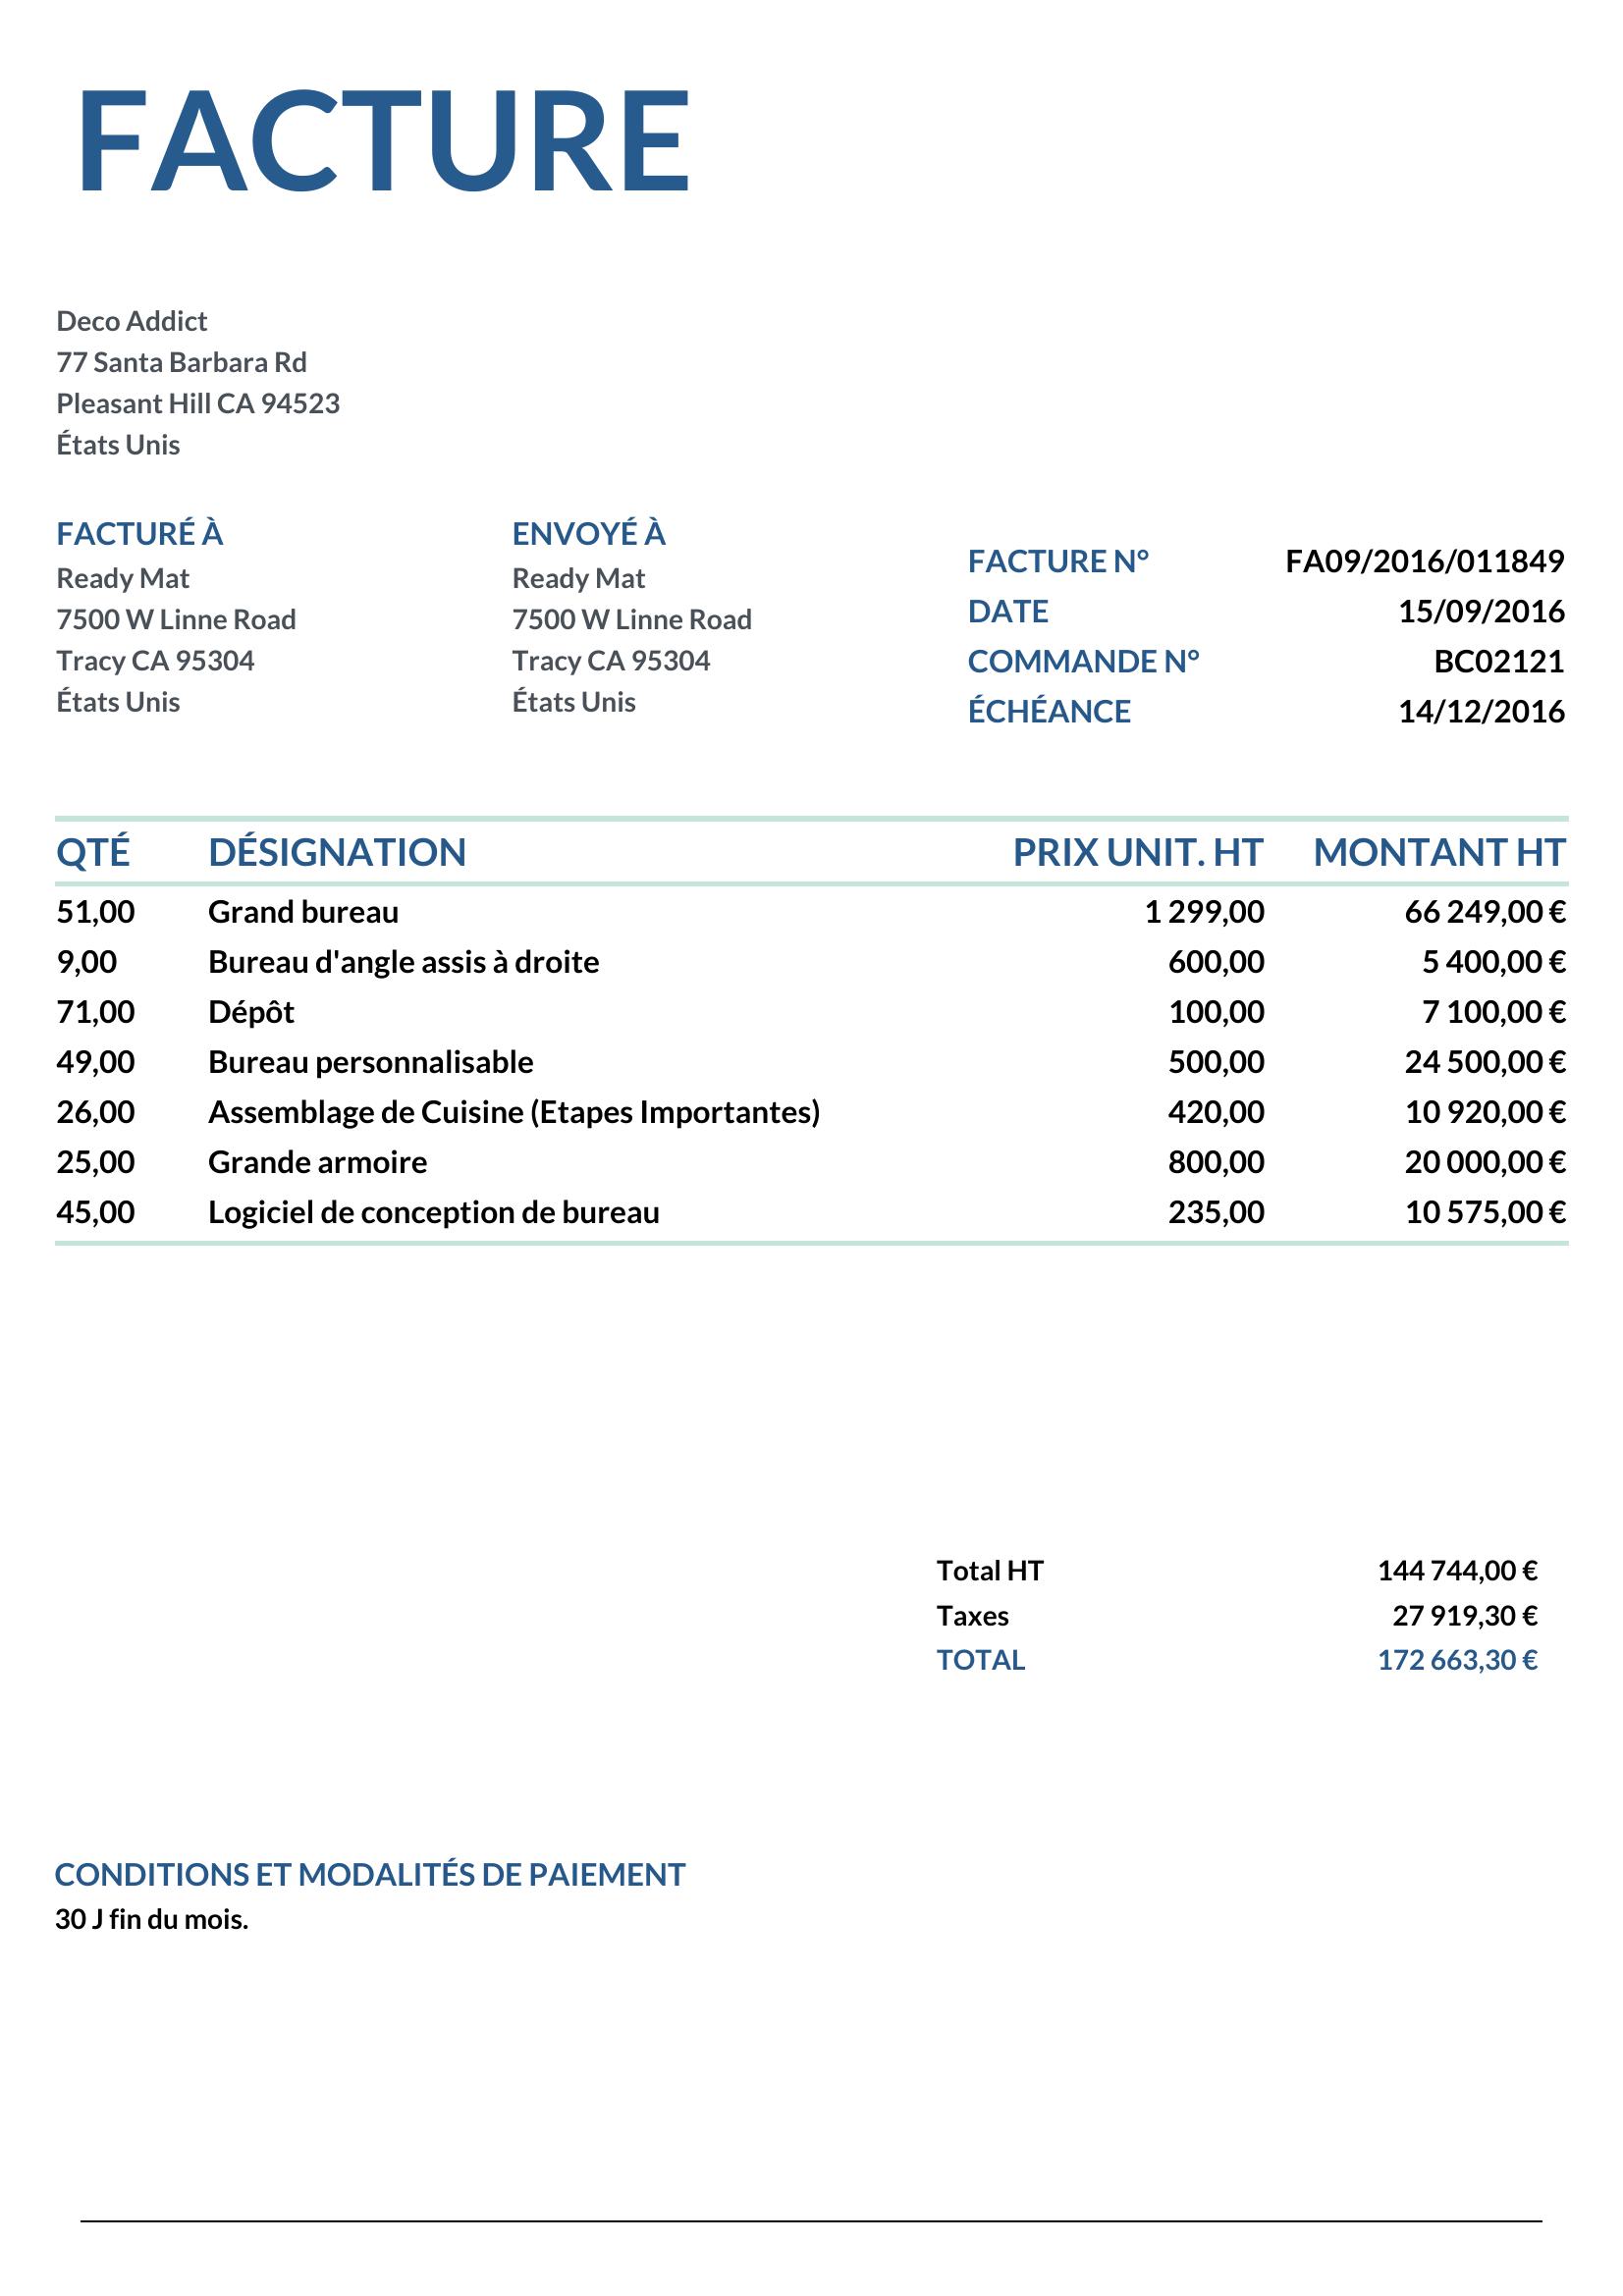 FACTURE
Deco Addict
77 Santa Barbara Rd
Pleasant Hill CA 94523
États Unis
FACTURÉ À
Ready Mat
7500 W Linne Road
Tracy CA 95304
États Unis
ENVOYÉ À
Ready Mat
7500 W Linne Road
Tracy CA 95304
États Unis
FACTURE N° FA09/2016/011849
DATE 15/09/2016
COMMANDE N° BC02121
ÉCHÉANCE 14/12/2016
QTÉ DÉSIGNATION PRIX UNIT. HT MONTANT HT
51,00 Grand bureau 1 299,00 66 249,00 €
9,00 Bureau d'angle assis à droite 600,00 5 400,00 €
71,00 Dépôt 100,00 7 100,00 €
49,00 Bureau personnalisable 500,00 24 500,00 €
26,00 Assemblage de Cuisine (Etapes Importantes) 420,00 10 920,00 €
25,00 Grande armoire 800,00 20 000,00 €
45,00 Logiciel de conception de bureau 235,00 10 575,00 €
Total HT 144 744,00 €
Taxes 27 919,30 €
TOTAL 172 663,30 €
CONDITIONS ET MODALITÉS DE PAIEMENT
30 J fin du mois.